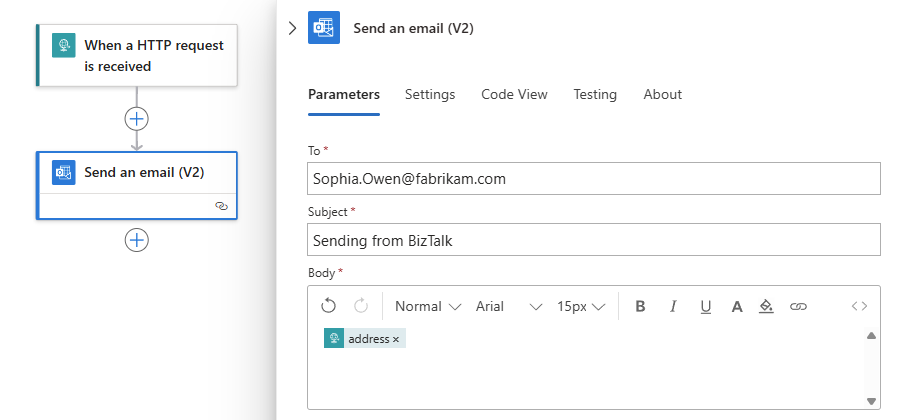 When a HTTP request
is received
Send an email (V2)
Send an email (V2)
Parameters Settings Code View Testing About
To *
Sophia.Owen@fabrikam.com
Subject *
Sending from BizTalk
Body *
Normal Arial 15px B I U A <>
address ×